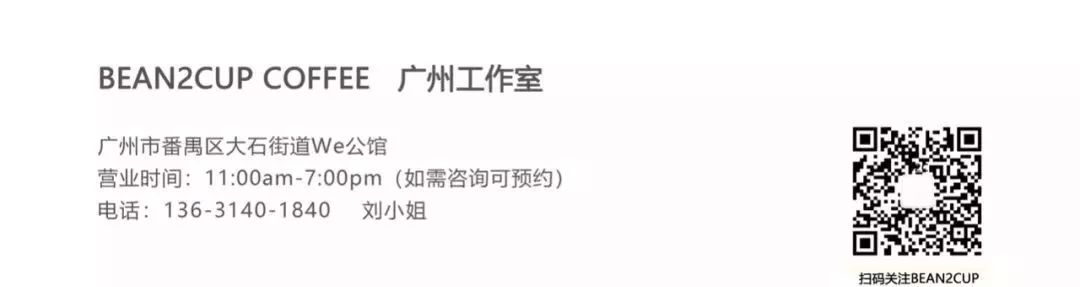 BEAN2CUP COFFEE 广州工作室
广州市番禺区大石街道We公馆
营业时间：11:00am-7:00pm（如需咨询可预约）
电话：136-3140-1840 刘小姐
扫码关注BEAN2CUP